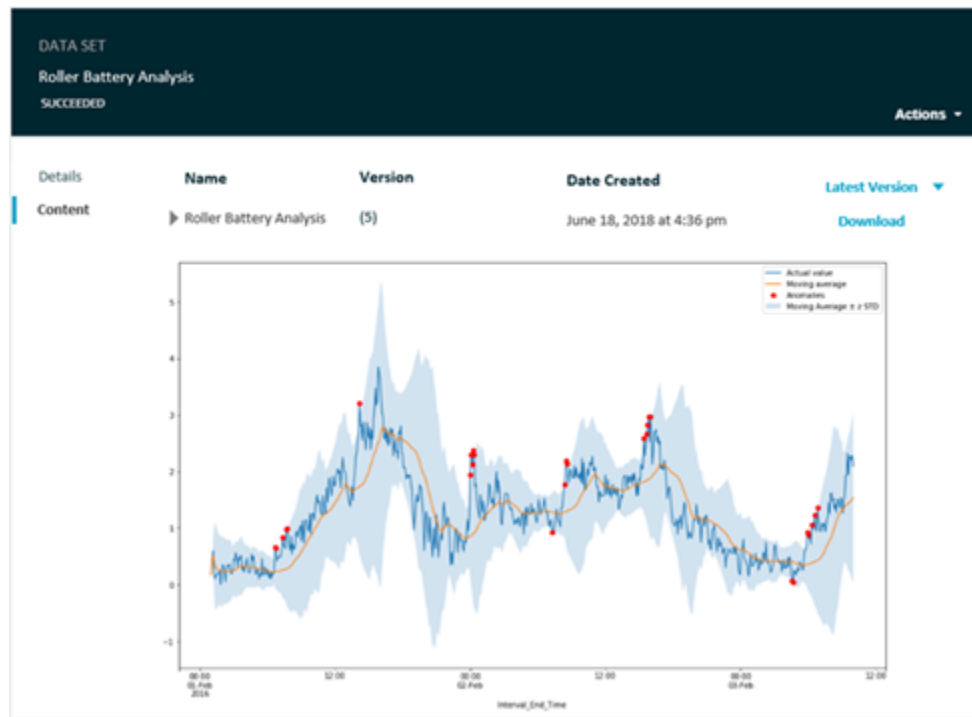 DATA SET
Roller Battery Analysis
SUCCEEDED
Actions
Details
Name
Version
Date Created
Latest Version
Content
Roller Battery Analysis
(5)
June 18, 2018 at 4:36 pm
Download
Actual value
Moving average
Anomalies
Moving Average ± 2 STD
5
4
3
2
1
0
−1
00:00
01-Feb
2016
12:00
00:00
02-Feb
12:00
00:00
03-Feb
12:00
Interval_End_Time